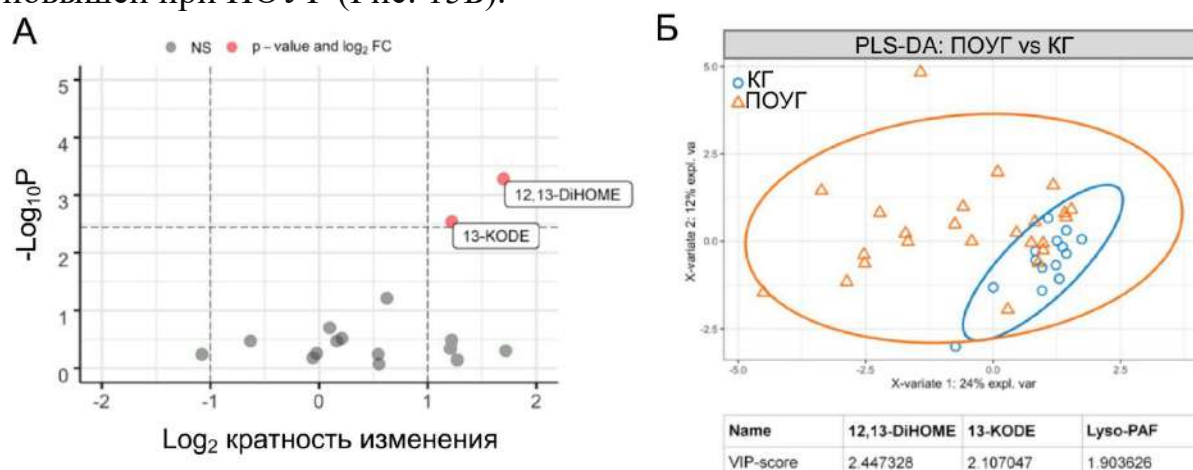 при ПОУГ (Рис. 13В).
А
NS p – value and log2 FC
5
4
3
2
1
0
-2 -1 0 1 2
-Log10P
12,13-DiHOME
13-KODE
Log2 кратность изменения
Б
PLS-DA: ПОУГ vs КГ
КГ
ПОУГ
5.0
2.5
0.0
-2.5
-5.0 -2.5 0.0 2.5
X-variate 2: 12% expl. va
X-variate 1: 24% expl. var
Name 12,13-DiHOME 13-KODE Lyso-PAF
VIP-score 2.447328 2.107047 1.903626